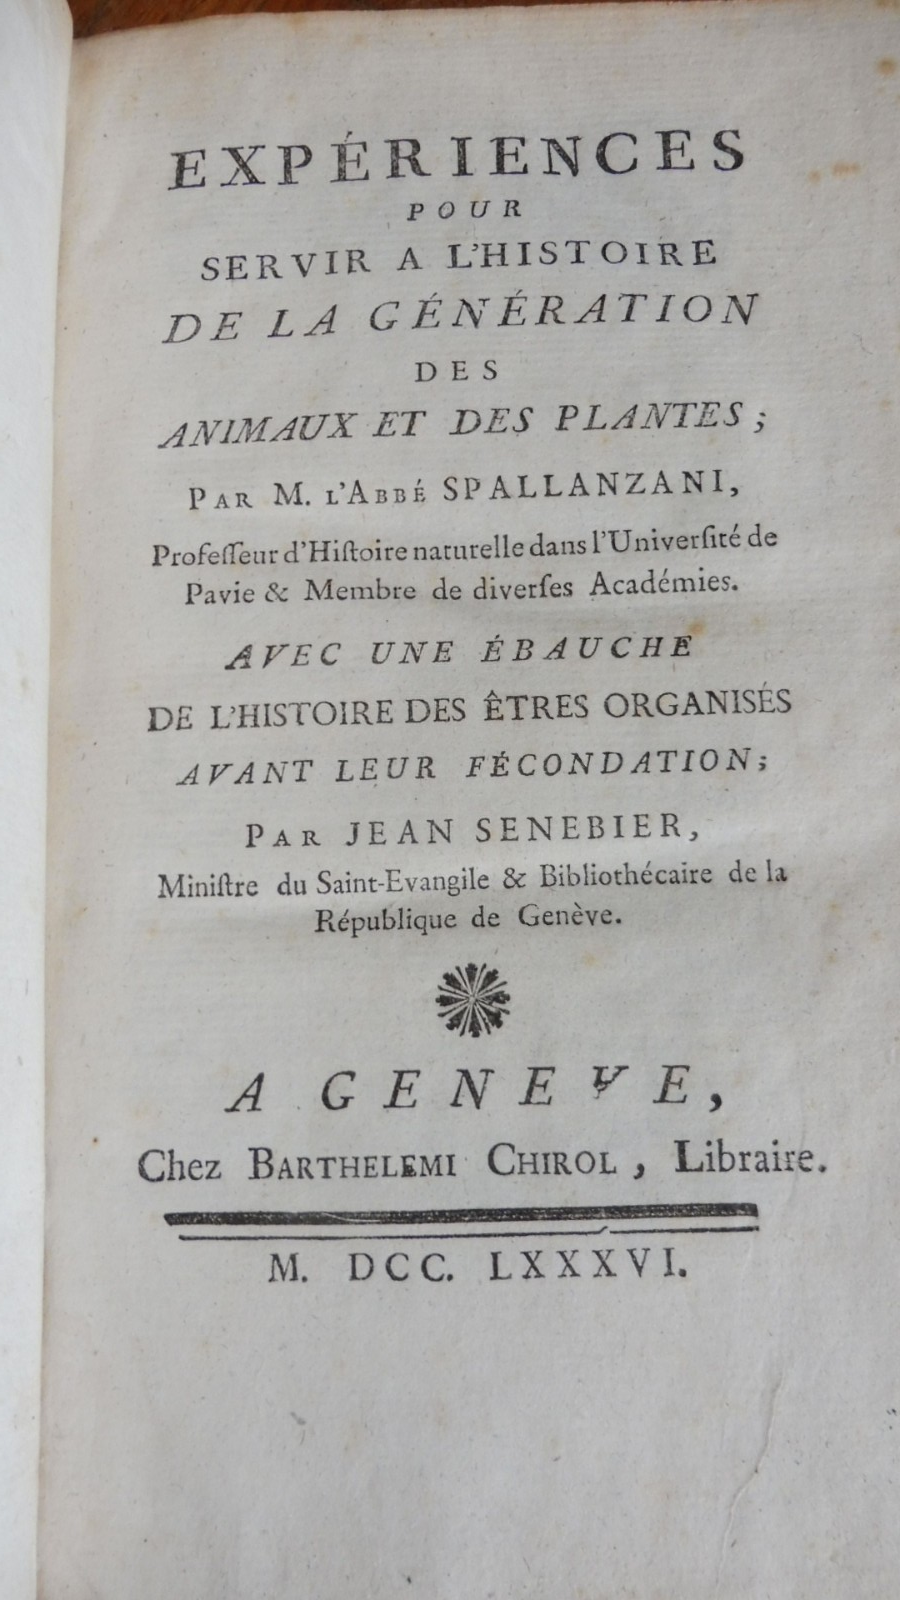 EXPÉRIENCES
POUR
SERVIR A L'HISTOIRE
DE LA GÉNÉRATION
DES
ANIMAUX ET DES PLANTES ;
PAR M. L'ABBÉ SPALLANZANI,
Profeſſeur d'Hiſtoire naturelle dans l'Univerſité de
Pavie & Membre de diverſes Académies.
AVEC UNE ÉBAUCHE
DE L'HISTOIRE DES ÊTRES ORGANISÉS
AVANT LEUR FÉCONDATION ;
PAR JEAN SENEBIER,
Miniſtre du Saint-Evangile & Bibliothécaire de la
République de Genève.
A GENEVE,
Chez BARTHELEMI CHIROL , Libraire.
M. DCC. LXXXVI.